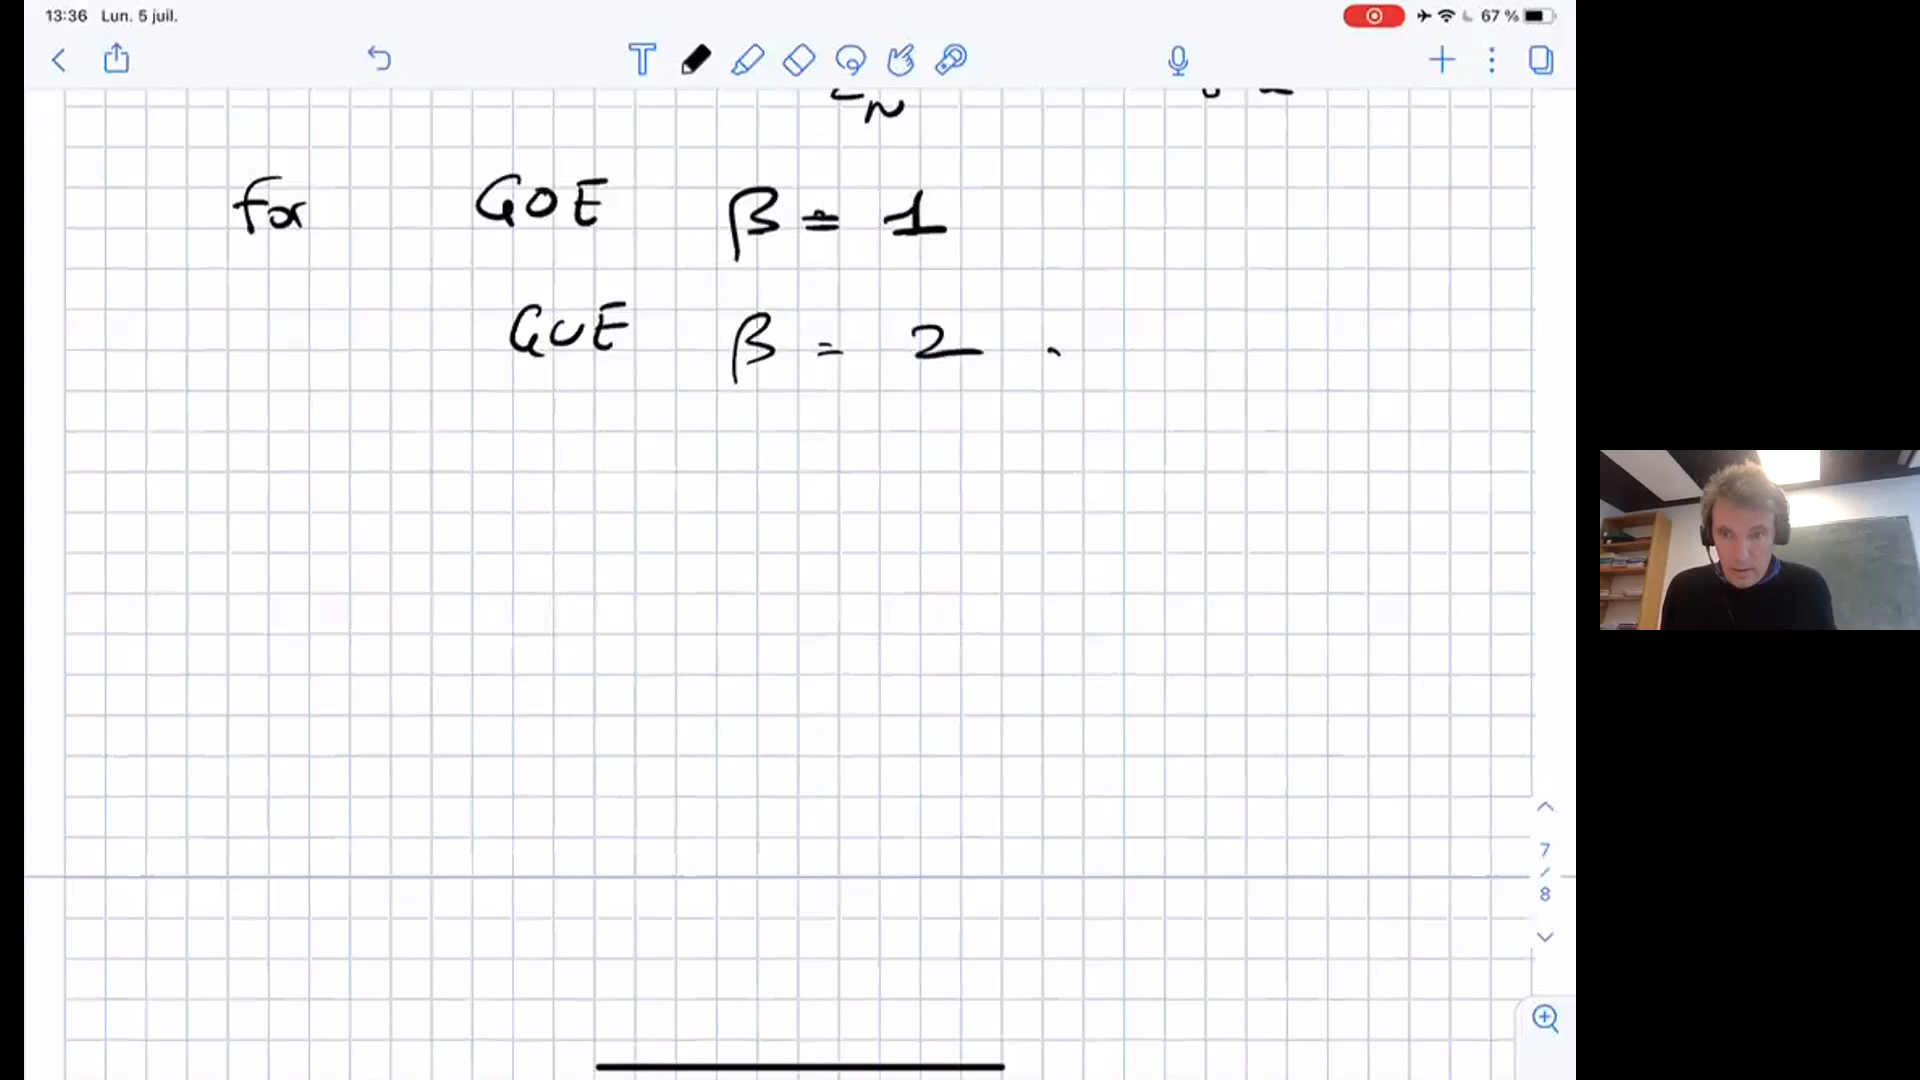 13:36 Lun. 5 juil. 67 %
N
for GOE β = 1
GUE β = 2 .
7
/
8